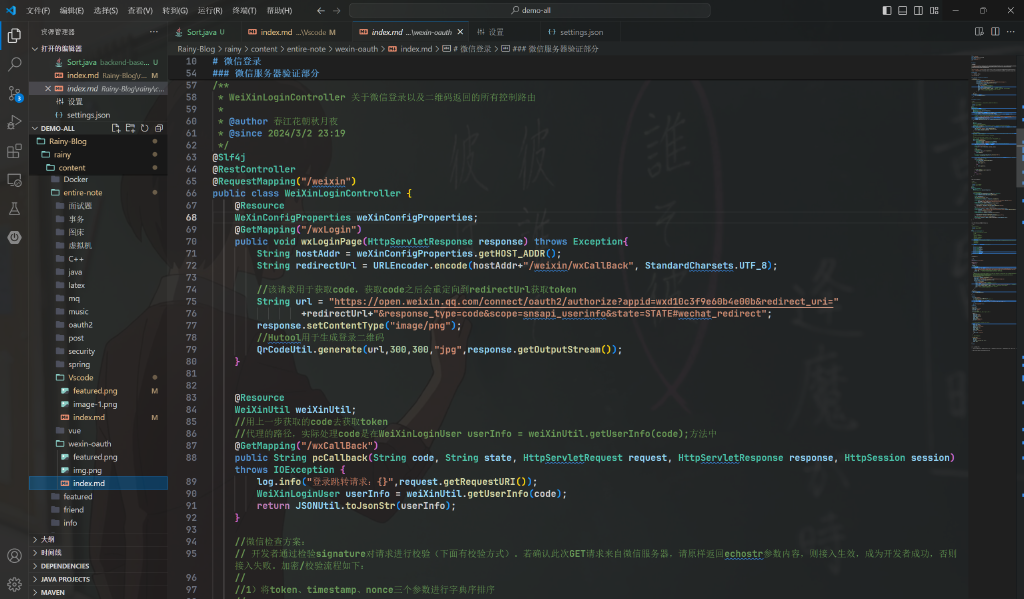 文件(F) 编辑(E) 选择(S) 查看(V) 转到(G) 运行(R) 终端(T) 帮助(H) demo-all
资源管理器
打开的编辑器
Sort.java backend-base... U
index.md Rainy-Blog\r... M
index.md Rainy-Blog\rainy\c...
设置
settings.json
DEMO-ALL
Rainy-Blog
rainy
content
Docker
entire-note
面试题
事务
图床
虚拟机
C++
java
latex
mq
music
oauth2
post
security
spring
Vscode
featured.png M
image-1.png
index.md M
vue
wexin-oauth
featured.png
img.png
index.md
featured
friend
info
大纲
时间线
DEPENDENCIES
JAVA PROJECTS
MAVEN
3
Sort.java U index.md ...\Vscode M index.md ...\wexin-oauth 设置 settings.json
Rainy-Blog > rainy > content > entire-note > wexin-oauth > index.md > # 微信登录 > ### 微信服务器验证部分
10 # 微信登录
54 ### 微信服务器验证部分
57 /**
58 * WeiXinLoginController 关于微信登录以及二维码返回的所有控制路由
59 *
60 * @author 春江花朝秋月夜
61 * @since 2024/3/2 23:19
62 */
63 @Slf4j
64 @RestController
65 @RequestMapping("/weixin")
66 public class WeiXinLoginController {
67 @Resource
68 WeXinConfigProperties weXinConfigProperties;
69 @GetMapping("/wxLogin")
70 public void wxLoginPage(HttpServletResponse response) throws Exception{
71 String hostAddr = weXinConfigProperties.getHOST_ADDR();
72 String redirectUrl = URLEncoder.encode(hostAddr+"/weixin/wxCallBack", StandardCharsets.UTF_8);
73
74 //该请求用于获取code，获取code之后会重定向到redirectUrl获取token
75 String url = "https://open.weixin.qq.com/connect/oauth2/authorize?appid=wxd10c3f9e60b4e00b&redirect_uri="
76 +redirectUrl+"&response_type=code&scope=snsapi_userinfo&state=STATE#wechat_redirect";
77 response.setContentType("image/png");
78 //Hutool用于生成登录二维码
79 QrCodeUtil.generate(url,300,300,"jpg",response.getOutputStream());
80 }
81
82
83 @Resource
84 WeiXinUtil weiXinUtil;
85 //用上一步获取的code去获取token
86 //代理的路径，实际处理code是在WeiXinLoginUser userInfo = weiXinUtil.getUserInfo(code);方法中
87 @GetMapping("/wxCallBack")
88 public String pcCallback(String code, String state, HttpServletRequest request, HttpServletResponse response, HttpSession session)
throws IOException {
89 log.info("登录跳转请求：{}",request.getRequestURI());
90 WeiXinLoginUser userInfo = weiXinUtil.getUserInfo(code);
91 return JSONUtil.toJsonStr(userInfo);
92 }
93
94 //微信检查方案：
95 // 开发者通过检验signature对请求进行校验（下面有校验方式）。若确认此次GET请求来自微信服务器，请原样返回echostr参数内容，则接入生效，成为开发者成功，否则
接入失败。加密/校验流程如下：
96 //
97 //1）将token、timestamp、nonce三个参数进行字典序排序